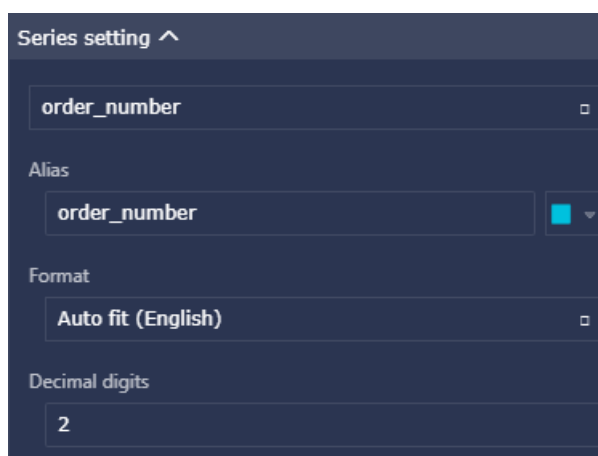 Series setting
order_number
Alias
order_number
Format
Auto fit (English)
Decimal digits
2